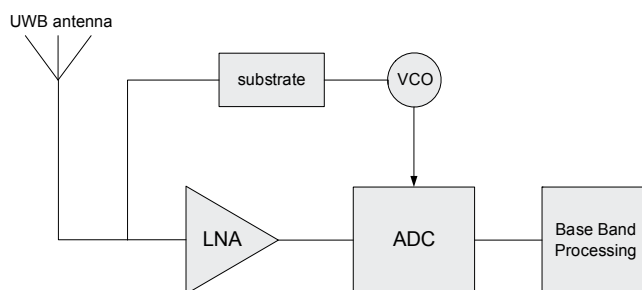 UWB antenna
substrate
VCO
LNA
ADC
Base Band
Processing